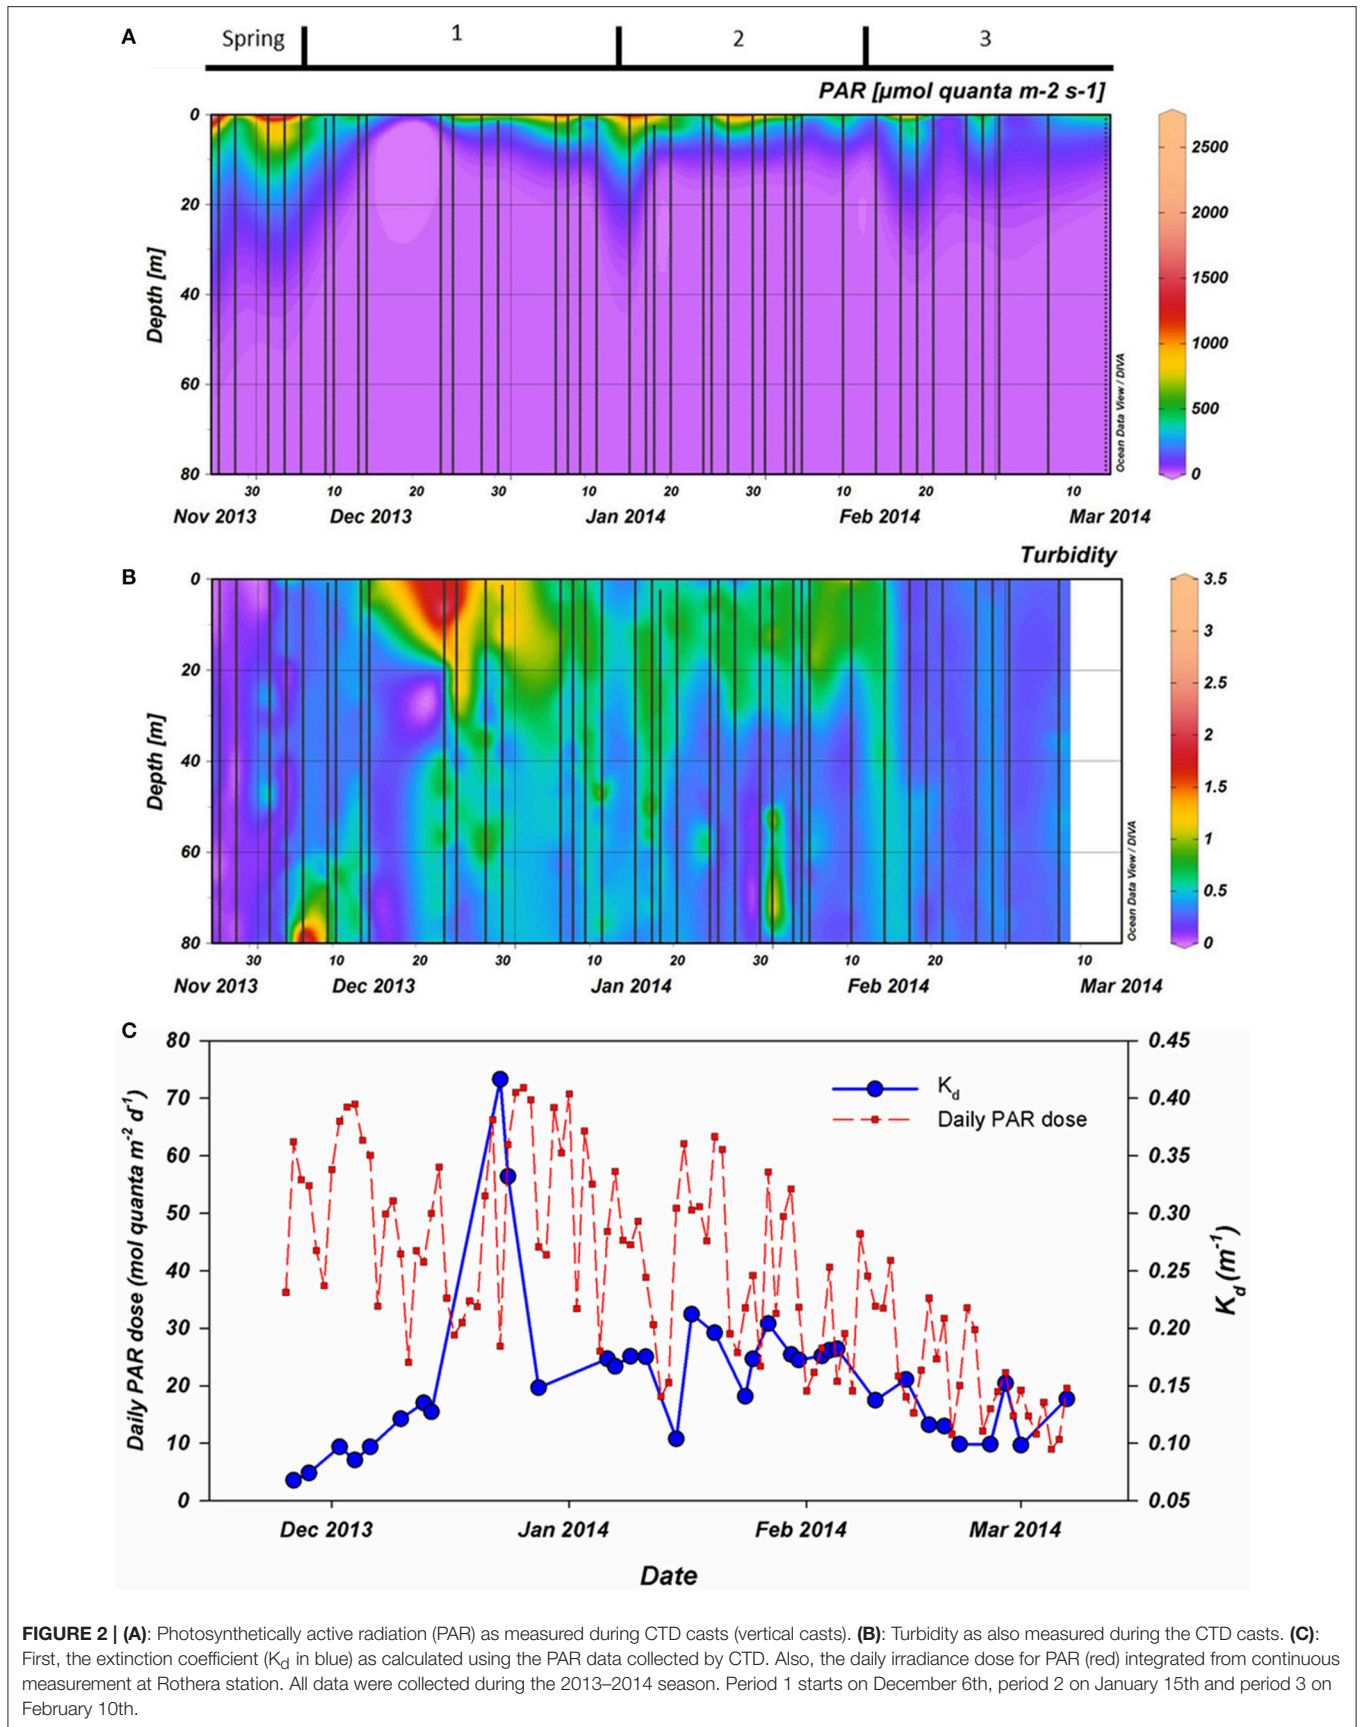 A
Spring 1 2 3
PAR [µmol quanta m-2 s-1]
0
20
40
60
80
Depth [m]
2500
2000
1500
1000
500
0
Ocean Data View / DIVA
30 10 20 30 10 20 30 10 20 10
Nov 2013 Dec 2013 Jan 2014 Feb 2014 Mar 2014
B
Turbidity
0
20
40
60
80
Depth [m]
3.5
3
2.5
2
1.5
1
0.5
0
Ocean Data View / DIVA
30 10 20 30 10 20 30 10 20 10
Nov 2013 Dec 2013 Jan 2014 Feb 2014 Mar 2014
C
80
70
60
50
40
30
20
10
0
Daily PAR dose (mol quanta m-2 d-1)
Kd
Daily PAR dose
0.45
0.40
0.35
0.30
0.25
0.20
0.15
0.10
0.05
Kd (m-1)
Dec 2013 Jan 2014 Feb 2014 Mar 2014
Date
FIGURE 2 | (A): Photosynthetically active radiation (PAR) as measured during CTD casts (vertical casts). (B): Turbidity as also measured during the CTD casts. (C):
First, the extinction coefficient (Kd in blue) as calculated using the PAR data collected by CTD. Also, the daily irradiance dose for PAR (red) integrated from continuous
measurement at Rothera station. All data were collected during the 2013–2014 season. Period 1 starts on December 6th, period 2 on January 15th and period 3 on
February 10th.